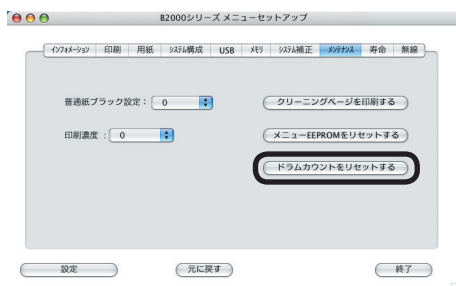 B2000シリーズ メニューセットアップ
インフォメーション 印刷 用紙 システム構成 USB メモリ システム補正 メンテナンス 寿命 無線
普通紙ブラック設定： 0 クリーニングページを印刷する
印刷濃度 ： 0 メニューEEPROMをリセットする
ドラムカウントをリセットする
設定 元に戻す 終了